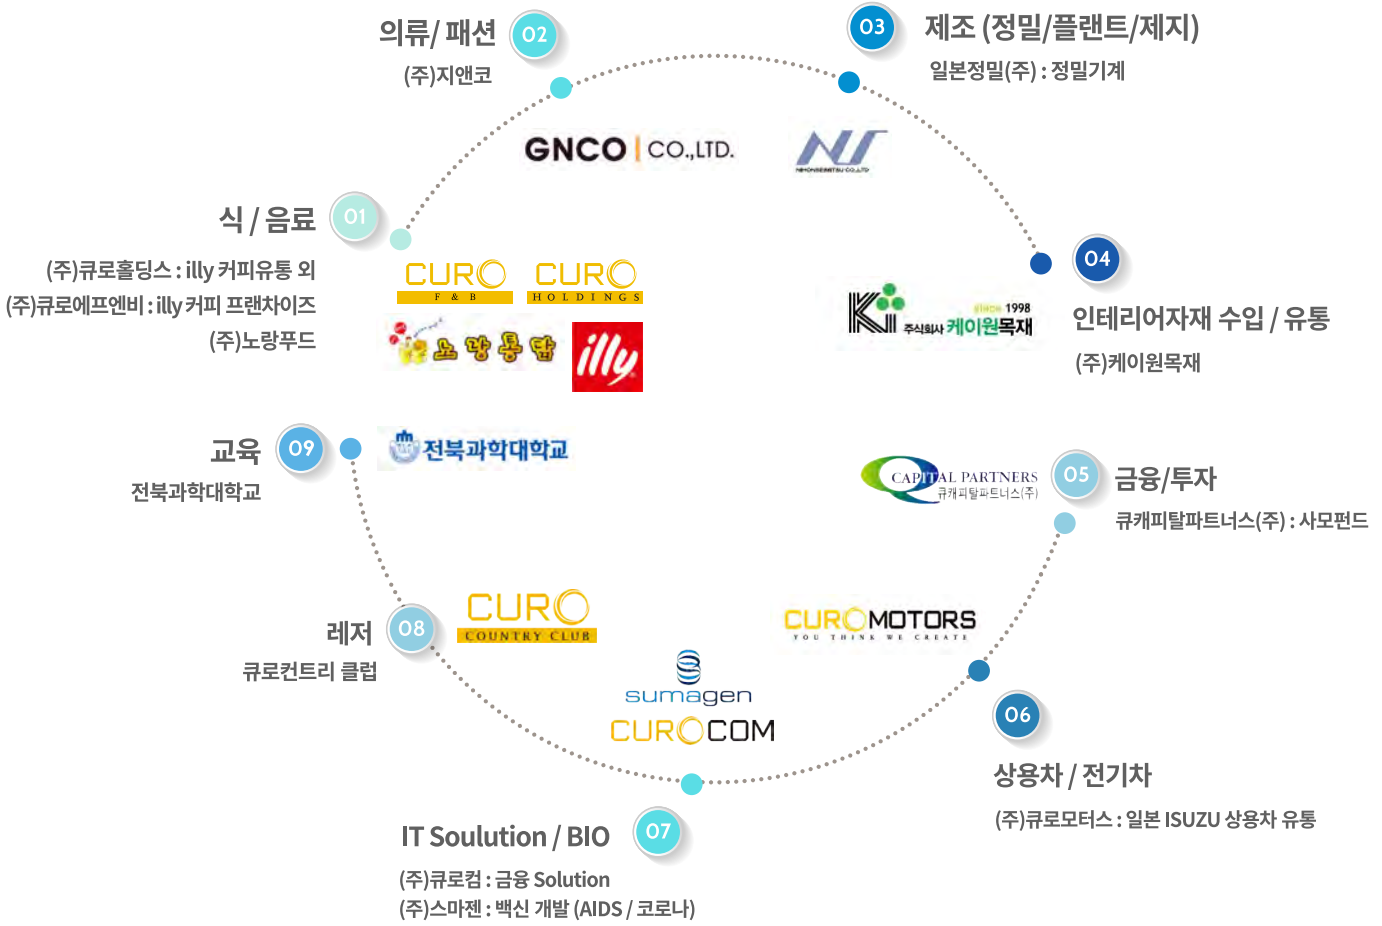 01
식 / 음료
(주)큐로홀딩스 : illy 커피유통 외
(주)큐로에프엔비 : illy 커피 프랜차이즈
(주)노랑푸드
CURO
F & B
CURO
HOLDINGS
노랑통닭
illy
02
의류/ 패션
(주)지앤코
GNCO CO.,LTD.
03
제조 (정밀/플랜트/제지)
일본정밀(주) : 정밀기계
NIHONSEIMITSU CO.,LTD
04
인테리어자재 수입 / 유통
(주)케이원목재
since 1998
주식회사 케이원목재
05
금융/투자
큐캐피탈파트너스(주) : 사모펀드
CAPITAL PARTNERS
큐캐피탈파트너스(주)
06
상용차 / 전기차
(주)큐로모터스 : 일본 ISUZU 상용차 유통
CUROMOTORS
YOU THINK WE CREATE
07
IT Soulution / BIO
(주)큐로컴 : 금융 Solution
(주)스마젠 : 백신 개발 (AIDS / 코로나)
sumagen
CUROCOM
08
레저
큐로컨트리 클럽
CURO
COUNTRY CLUB
09
교육
전북과학대학교
전북과학대학교